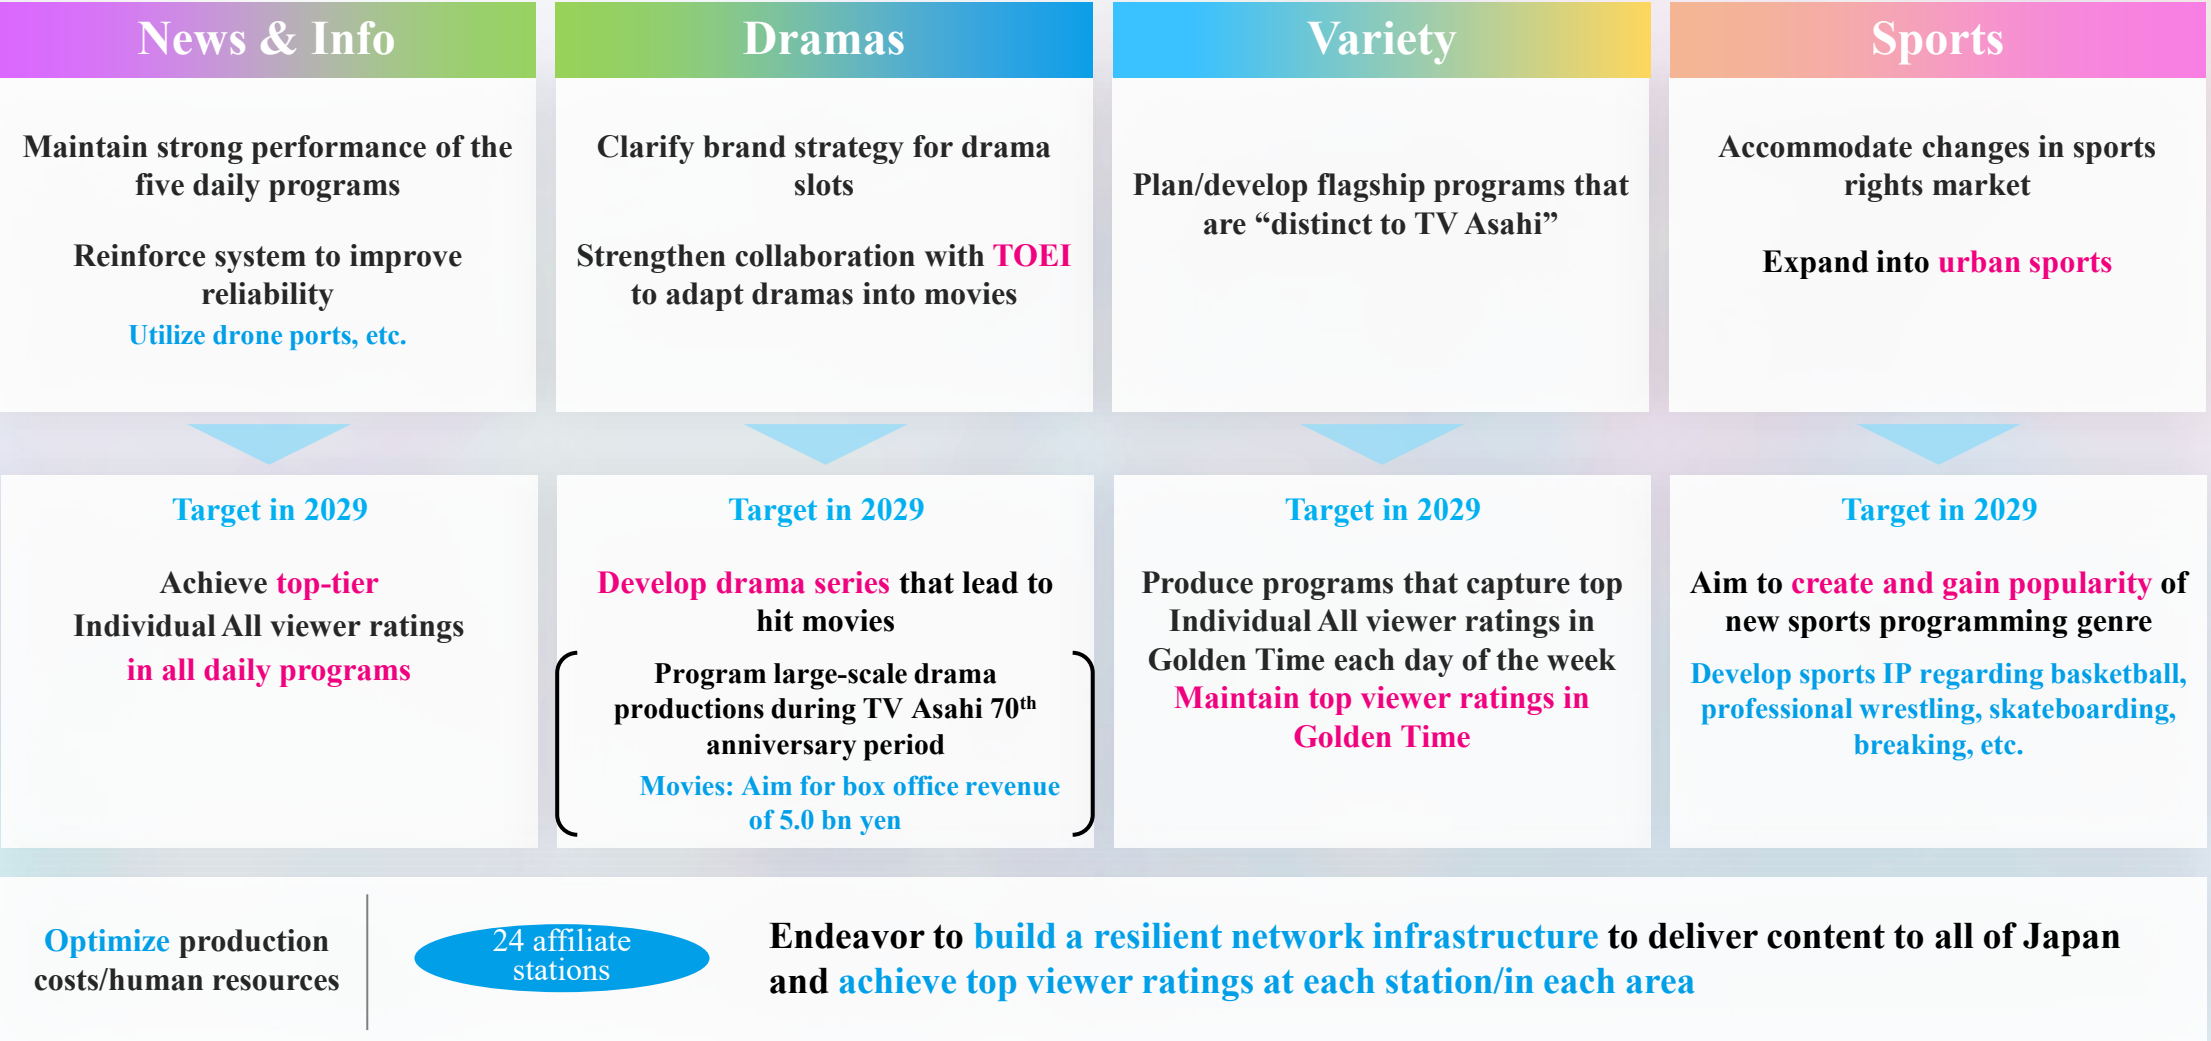 News & Info
Maintain strong performance of the
five daily programs
Reinforce system to improve
reliability
Utilize drone ports, etc.
Target in 2029
Achieve top-tier
Individual All viewer ratings
in all daily programs
Dramas
Clarify brand strategy for drama
slots
Strengthen collaboration with TOEI
to adapt dramas into movies
Target in 2029
Develop drama series that lead to
hit movies
Program large-scale drama
productions during TV Asahi 70th
anniversary period
Movies: Aim for box office revenue
of 5.0 bn yen
Variety
Plan/develop flagship programs that
are “distinct to TV Asahi”
Target in 2029
Produce programs that capture top
Individual All viewer ratings in
Golden Time each day of the week
Maintain top viewer ratings in
Golden Time
Sports
Accommodate changes in sports
rights market
Expand into urban sports
Target in 2029
Aim to create and gain popularity of
new sports programming genre
Develop sports IP regarding basketball,
professional wrestling, skateboarding,
breaking, etc.
Optimize production
costs/human resources
24 affiliate
stations
Endeavor to build a resilient network infrastructure to deliver content to all of Japan
and achieve top viewer ratings at each station/in each area